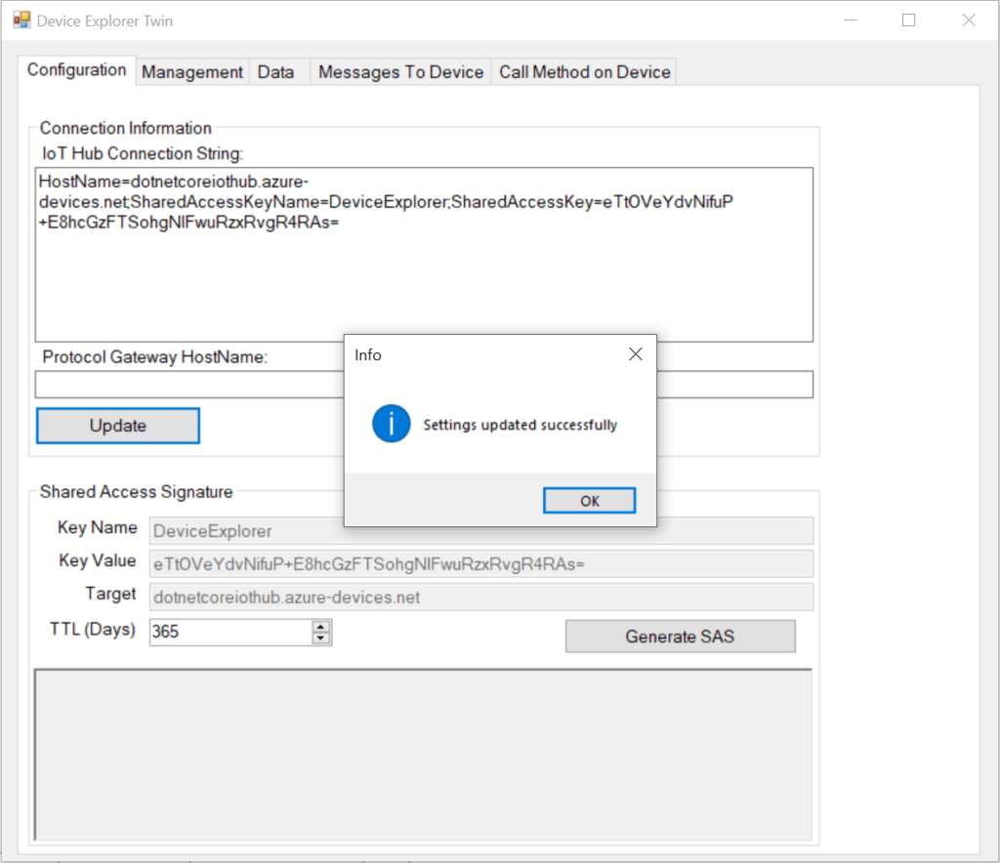 Device Explorer Twin
Configuration
Management
Data
Messages To Device
Call Method on Device
Connection Information
IoT Hub Connection String:
HostName=dotnetcoreiothub.azure-
devices.net;SharedAccessKeyName=DeviceExplorer;SharedAccessKey=eTtOVeYdvNifuP
+E8hcGzFTSohgNlFwuRzxRvgR4RAs=
Protocol Gateway HostName:
Update
Info
Settings updated successfully
OK
Shared Access Signature
Key Name
DeviceExplorer
Key Value
eTtOVeYdvNifuP+E8hcGzFTSohgNlFwuRzxRvgR4RAs=
Target
dotnetcoreiothub.azure-devices.net
TTL (Days)
365
Generate SAS